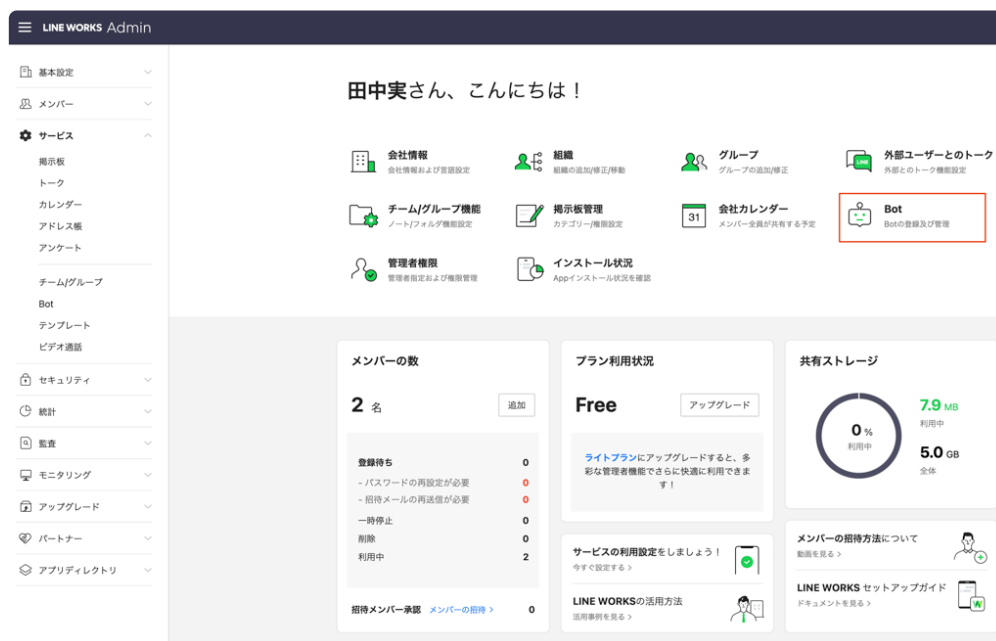 LINE WORKS Admin
基本設定
メンバー
サービス
掲示板
トーク
カレンダー
アドレス帳
アンケート
チーム/グループ
Bot
テンプレート
ビデオ通話
セキュリティ
統計
監査
モニタリング
アップグレード
パートナー
アプリディレクトリ
田中実さん、こんにちは！
会社情報
会社情報および言語設定
組織
組織の追加/修正/移動
グループ
グループの追加/修正
LINE
外部ユーザーとのトーク
外部とのトーク機能設定
チーム/グループ機能
ノート/フォルダ機能設定
掲示板管理
カテゴリー/権限設定
31
会社カレンダー
メンバー全員が共有する予定
Bot
Botの登録及び管理
管理者権限
管理者指定および権限管理
インストール状況
Appインストール状況を確認
メンバーの数
2 名
追加
登録待ち 0
- パスワードの再設定が必要 0
- 招待メールの再送信が必要 0
一時停止 0
削除 0
利用中 2
招待メンバー承認 メンバーの招待 > 0
プラン利用状況
Free
アップグレード
ライトプランにアップグレードすると、多
彩な管理者機能でさらに快適に利用できま
す！
サービスの利用設定をしましょう！
今すぐ設定する >
LINE WORKSの活用方法
活用事例を見る >
共有ストレージ
0 %
利用中
7.9 MB
利用中
5.0 GB
全体
メンバーの招待方法について
動画を見る >
LINE WORKS セットアップガイド
ドキュメントを見る >
W